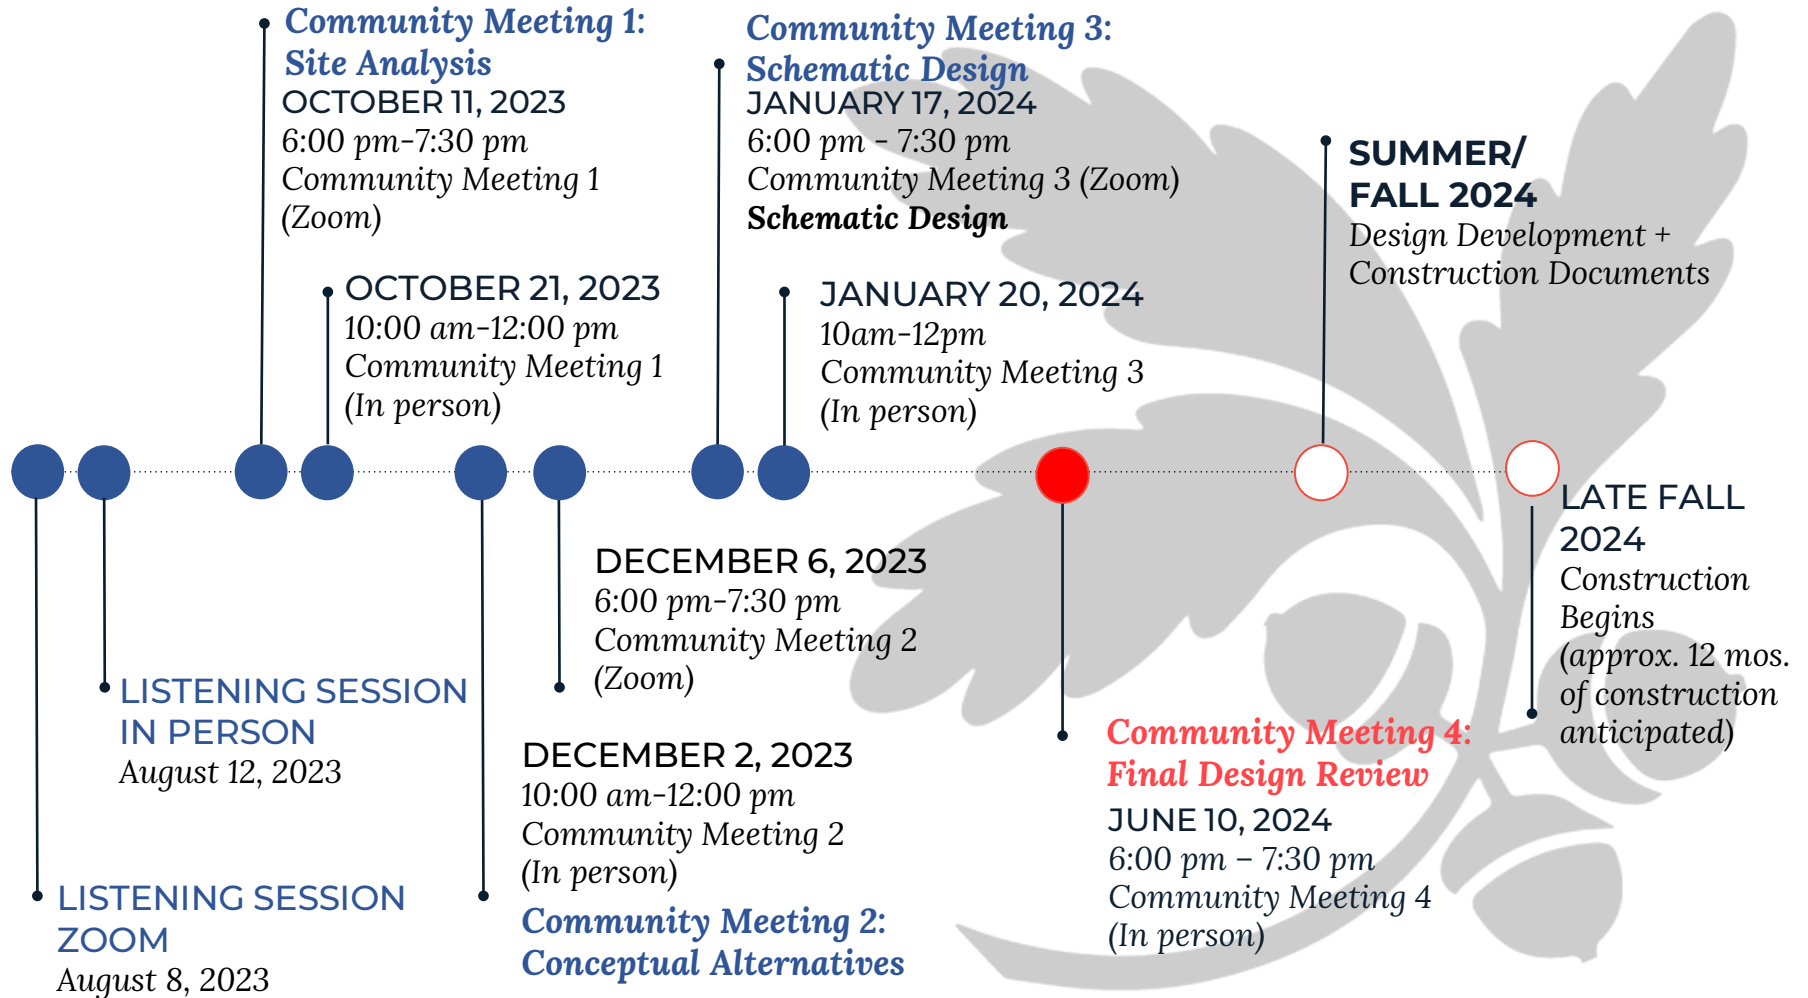 Community Meeting 1:
Site Analysis
OCTOBER 11, 2023
6:00 pm-7:30 pm
Community Meeting 1
(Zoom)
OCTOBER 21, 2023
10:00 am-12:00 pm
Community Meeting 1
(In person)
Community Meeting 3:
Schematic Design
JANUARY 17, 2024
6:00 pm - 7:30 pm
Community Meeting 3 (Zoom)
Schematic Design
JANUARY 20, 2024
10am-12pm
Community Meeting 3
(In person)
SUMMER/
FALL 2024
Design Development +
Construction Documents
LISTENING SESSION
ZOOM
August 8, 2023
LISTENING SESSION
IN PERSON
August 12, 2023
DECEMBER 6, 2023
6:00 pm-7:30 pm
Community Meeting 2
(Zoom)
DECEMBER 2, 2023
10:00 am-12:00 pm
Community Meeting 2
(In person)
Community Meeting 2:
Conceptual Alternatives
Community Meeting 4:
Final Design Review
JUNE 10, 2024
6:00 pm – 7:30 pm
Community Meeting 4
(In person)
LATE FALL
2024
Construction
Begins
(approx. 12 mos.
of construction
anticipated)